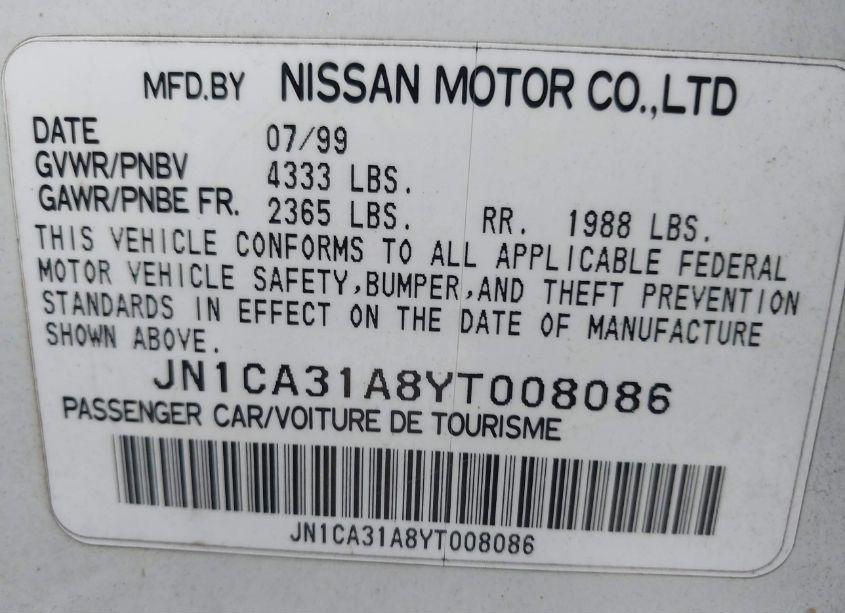 MFD.BY NISSAN MOTOR CO.,LTD
DATE 07/99
GVWR/PNBV 4333 LBS.
GAWR/PNBE FR. 2365 LBS. RR. 1988 LBS.
THIS VEHICLE CONFORMS TO ALL APPLICABLE FEDERAL
MOTOR VEHICLE SAFETY,BUMPER,AND THEFT PREVENTION
STANDARDS IN EFFECT ON THE DATE OF MANUFACTURE
SHOWN ABOVE.
JN1CA31A8YT008086
PASSENGER CAR/VOITURE DE TOURISME
JN1CA31A8YT008086